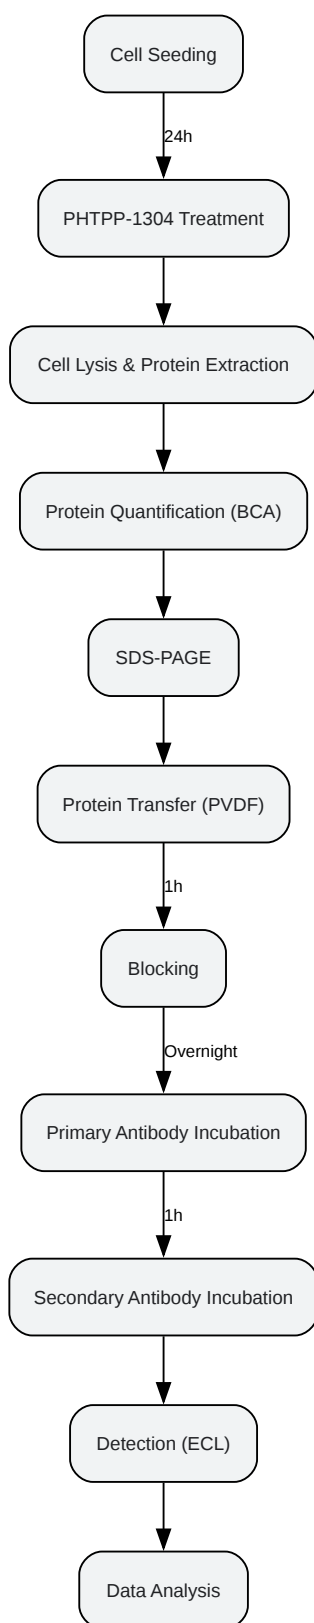 Cell Seeding
24h
PHTPP-1304 Treatment
Cell Lysis & Protein Extraction
Protein Quantification (BCA)
SDS-PAGE
Protein Transfer (PVDF)
1h
Blocking
Overnight
Primary Antibody Incubation
1h
Secondary Antibody Incubation
Detection (ECL)
Data Analysis